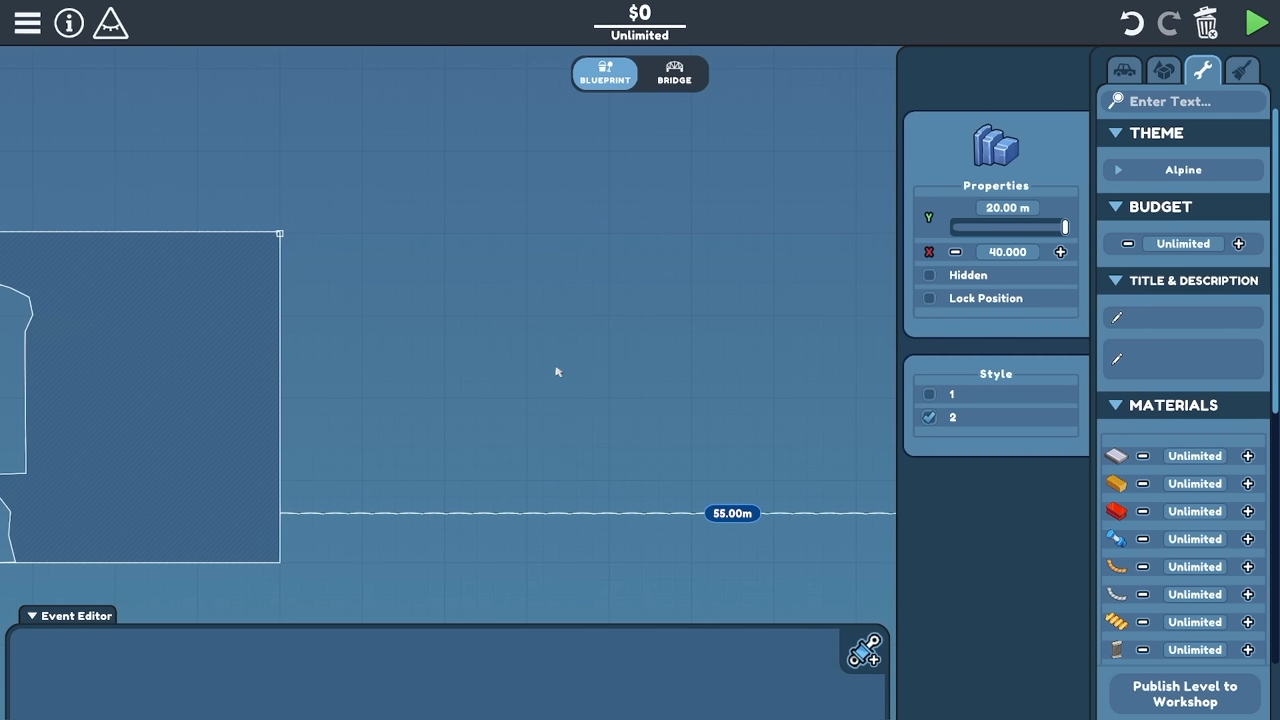 $0
Unlimited
BLUEPRINT
BRIDGE
Enter Text...
THEME
Alpine
Properties
Y
20.00 m
X
40.000
Hidden
Lock Position
BUDGET
Unlimited
TITLE & DESCRIPTION
Style
1
2
MATERIALS
Unlimited
Unlimited
Unlimited
Unlimited
Unlimited
Unlimited
Unlimited
Unlimited
55.00m
Event Editor
Publish Level to
Workshop